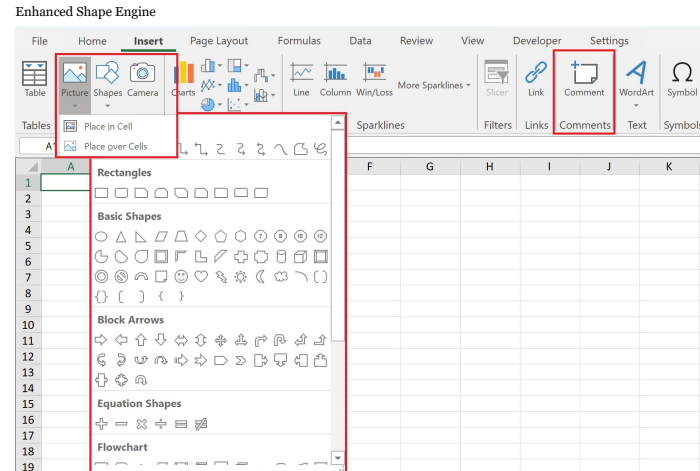 Enhanced Shape Engine
File Home Insert Page Layout Formulas Data Review View Developer Settings
Table Picture Shapes Camera Charts Line Column Win/Loss More Sparklines Slicer Link Comment WordArt Symbol
Tables Place in Cell Sparklines Filters Links Comments Text Symbols
A1 Place over Cells
A F G H I J K
Rectangles
1
2
3
Basic Shapes
4
5
6
7
8
9
Block Arrows
10
11
12
13
14
Equation Shapes
15
16
17
Flowchart
18
19